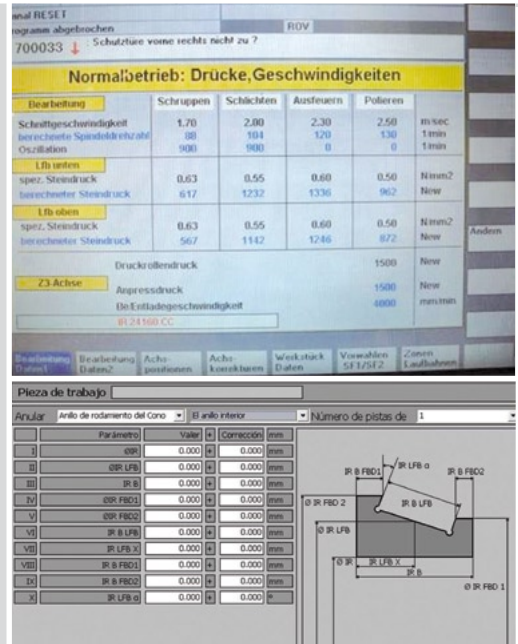 anal RESET
rogramm abgebrochen ROV
700033 ↓ : Schutztüre vorne rechts nicht zu ?
Normalbetrieb: Drücke,Geschwindigkeiten
Bearbeitung Schruppen Schlichten Ausfeuern Polieren
Schnittgeschwindigkeit 1.70 2.00 2.30 2.50 m/sec
berechnete Spindeldrehzahl 88 104 120 130 1/min
Oszillation 900 900 0 0 1/min
Lfb unten
spez. Steindruck 0.63 0.55 0.60 0.50 N/mm2
berechneter Steindruck 617 1232 1336 962 New
Lfb oben
spez. Steindruck 0.63 0.55 0.60 0.50 N/mm2
berechneter Steindruck 567 1142 1246 872 New
Ändern
Druckrollendruck 1500 New
Z3-Achse
Anpressdruck 1500 New
Be/Entladegeschwindigkeit 4000 mm/min
Bearbeitung Daten1 Bearbeitung Daten2 Achs-positionen Achs-korrekturen Werkstück Daten Vorwahlen SF1/SF2 Zonen Laufbahnen
Pieza de trabajo
Anular Anillo de rodamiento del Cono El anillo interior Número de pistas de 1
Parámetro Valer + Corrección mm
I ØIR 0.000 + 0.000 mm
II ØIR LFB 0.000 + 0.000 mm
III IR B 0.000 + 0.000 mm
IV ØIR FBD1 0.000 + 0.000 mm
V ØIR FBD2 0.000 + 0.000 mm
VI IR B LFB 0.000 + 0.000 mm
VII IR LFB X 0.000 + 0.000 mm
VIII IR B FBD1 0.000 + 0.000 mm
IX IR B FBD2 0.000 + 0.000 mm
X IR LFB α 0.000 + 0.000 °
IR B FBD1 IR LFB α IR B FBD2
Ø IR FBD 2 IR B LFB
Ø IR LFB
Ø IR IR LFB X
IR B
Ø IR FBD 1